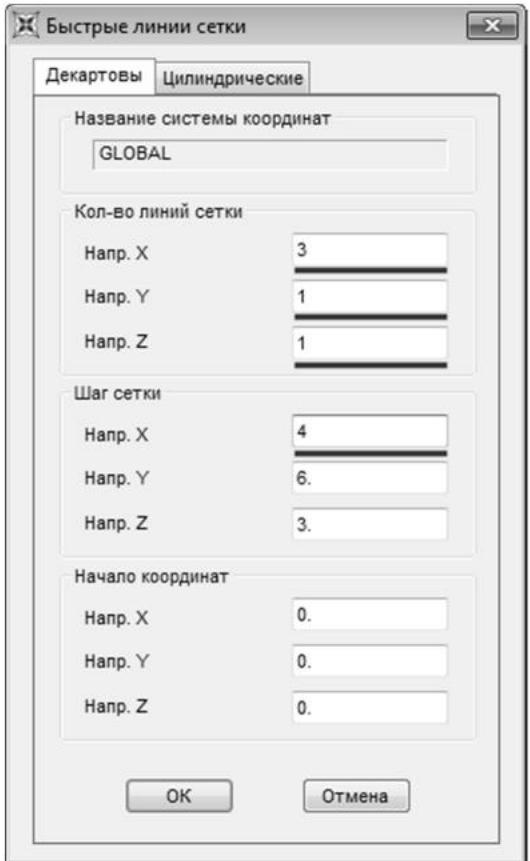 Быстрые линии сетки
Декартовы Цилиндрические
Название системы координат
GLOBAL
Кол-во линий сетки
Напр. X 3
Напр. Y 1
Напр. Z 1
Шаг сетки
Напр. X 4
Напр. Y 6.
Напр. Z 3.
Начало координат
Напр. X 0.
Напр. Y 0.
Напр. Z 0.
OK Отмена